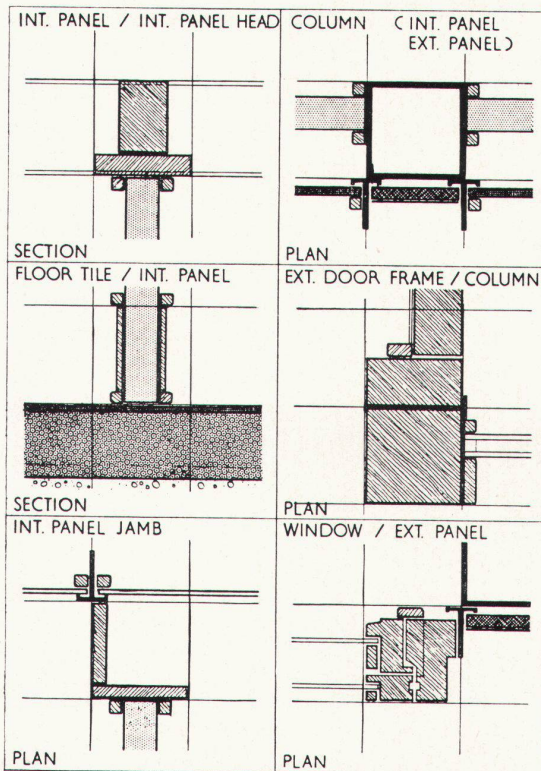 INT. PANEL / INT. PANEL HEAD
SECTION
COLUMN (INT. PANEL
EXT. PANEL)
PLAN
FLOOR TILE / INT. PANEL
SECTION
EXT. DOOR FRAME / COLUMN
PLAN
INT. PANEL JAMB
PLAN
WINDOW / EXT. PANEL
PLAN